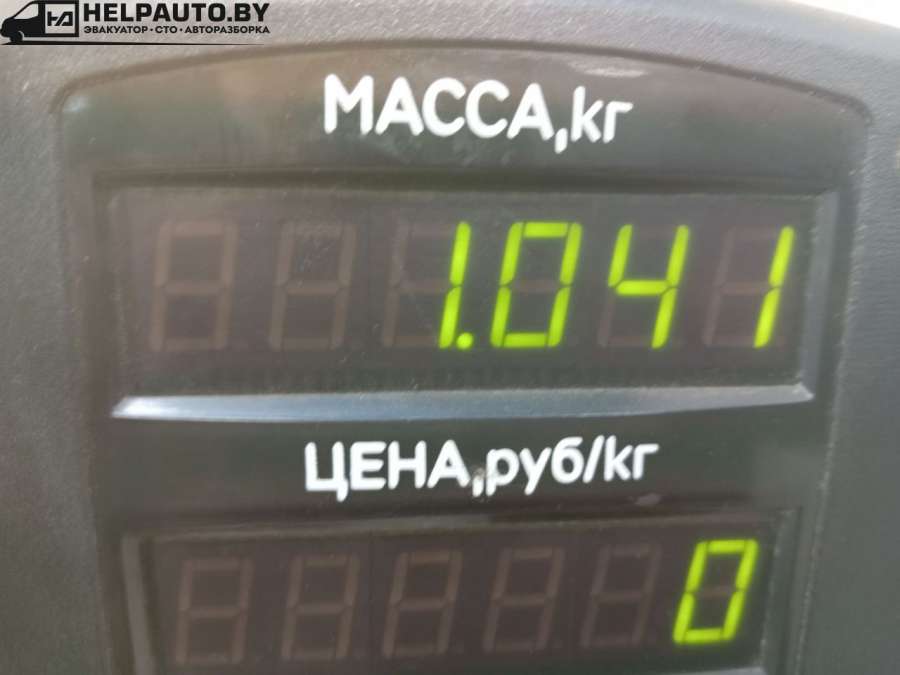 HELPAUTO.BY
ЭВАКУАТОР · СТО · АВТОРАЗБОРКА
МАССА,кг
1.041
ЦЕНА,руб/кг
0